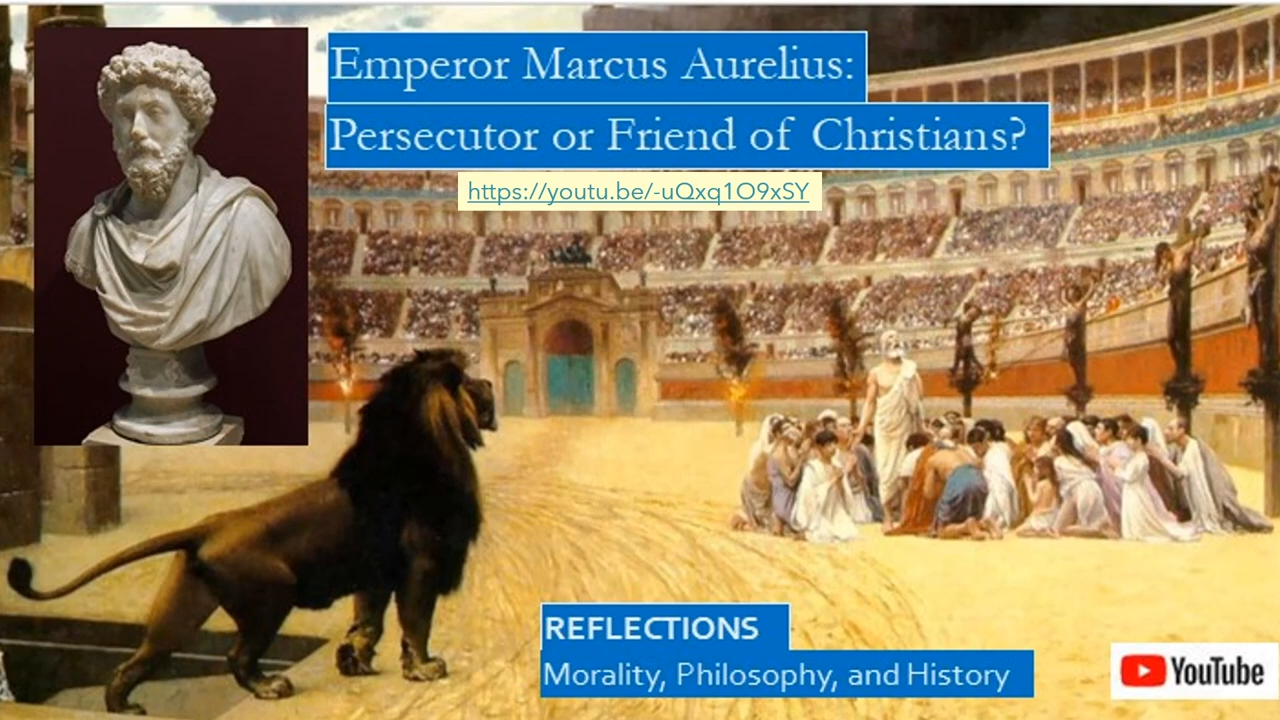 Emperor Marcus Aurelius:
Persecutor or Friend of Christians?
https://youtu.be/-uQxq1O9xSY
REFLECTIONS
Morality, Philosophy, and History
YouTube